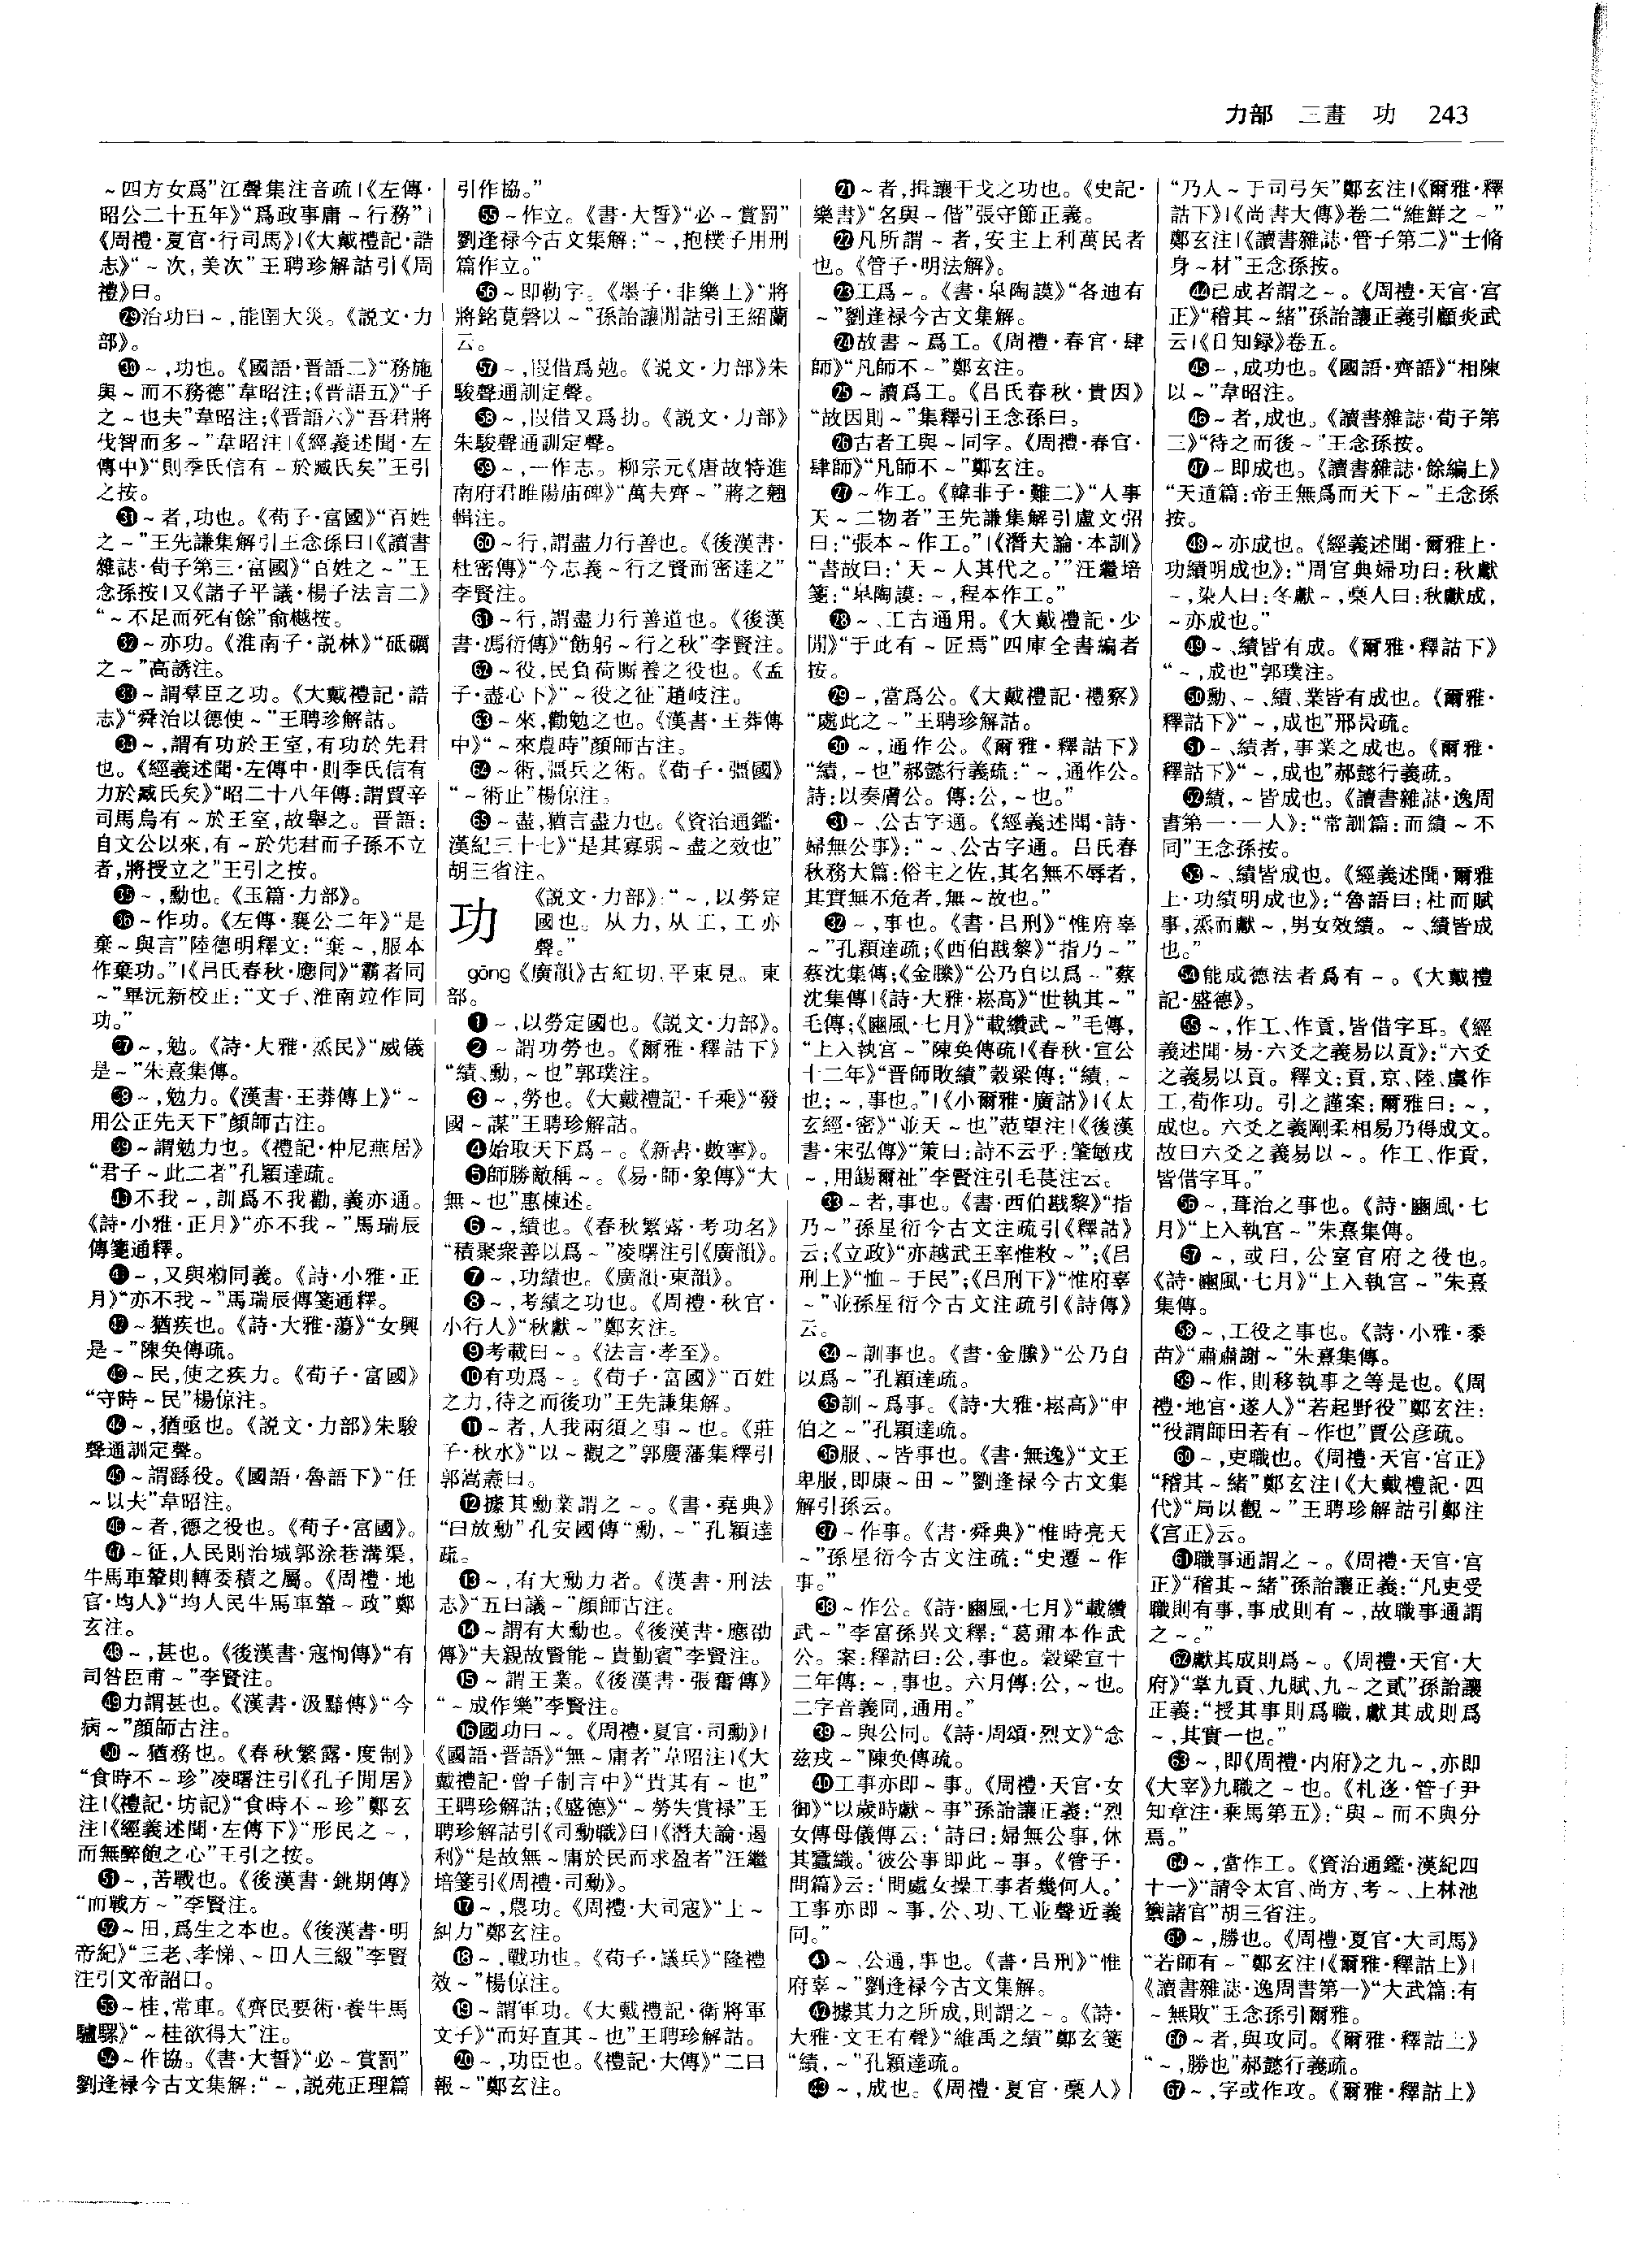 力部 三畫 功 243
~四方女爲”江聲集注音疏|《左傳·
昭公二十五年》“爲政事庸~行務”|
《周禮·夏官·行司馬》|《大戴禮記·誥
志》“~次,美次”王聘珍解詁引《周
禮》曰。
㉙治功曰~,能圉大災。《説文·力
部》。
㉚~,功也。《國語·晉語二》“務施
與~而不務德”韋昭注;《晉語五》“子
之~也夫”韋昭注;《晉語六》“吾君將
伐智而多~”韋昭注|《經義述聞·左
傳中》“則季氏信有~於臧氏矣”王引
之按。
㉛~者,功也。《荀子·富國》“百姓
之~”王先謙集解引王念孫曰|《讀書
雜誌·荀子第三·富國》“百姓之~”王
念孫按|又《諸子平議·楊子法言二》
“~不足而死有餘”俞樾按。
㉜~亦功。《淮南子·説林》“砥礪
之~”高誘注。
㉝~謂羣臣之功。《大戴禮記·誥
志》“舜治以德使~”王聘珍解詁。
㉞~,謂有功於王室,有功於先君
也。《經義述聞·左傳中·則季氏信有
力於臧氏矣》“昭二十八年傳:謂賈辛
司馬烏有~於王室,故舉之。晉語:
自文公以來,有~於先君而子孫不立
者,將授立之”王引之按。
㉟~,勳也。《玉篇·力部》。
㊱~作功。《左傳·襄公二年》“是
棄~與言”陸德明釋文:“棄~,服本
作棄功。”|《吕氏春秋·應同》“霸者同
~”畢沅新校正:“文子、淮南竝作同
功。”
㊲~,勉。《詩·大雅·烝民》“威儀
是~”朱熹集傳。
㊳~,勉力。《漢書·王莽傳上》“~
用公正先天下”顔師古注。
㊴~謂勉力也。《禮記·仲尼燕居》
“君子~此二者”孔穎達疏。
㊵不我~,訓爲不我勸,義亦通。
《詩·小雅·正月》“亦不我~”馬瑞辰
傳箋通釋。
㊶~,又與勑同義。《詩·小雅·正
月》“亦不我~”馬瑞辰傳箋通釋。
㊷~猶疾也。《詩·大雅·蕩》“女興
是~”陳奂傳疏。
㊸~民,使之疾力。《荀子·富國》
“守時~民”楊倞注。
㊹~,猶亟也。《説文·力部》朱駿
聲通訓定聲。
㊺~謂繇役。《國語·魯語下》“任
~以夫”韋昭注。
㊻~者,德之役也。《荀子·富國》。
㊼~征,人民則治城郭涂巷溝渠,
牛馬車輦則轉委積之屬。《周禮·地
官·均人》“均人民牛馬車輦~政”鄭
玄注。
㊽~,甚也。《後漢書·寇恂傳》“有
司咎臣甫~”李賢注。
㊾力謂甚也。《漢書·汲黯傳》“今
病~”顔師古注。
㊿~猶務也。《春秋繁露·度制》
“食時不~珍”凌曙注引《孔子閒居》
注|《禮記·坊記》“食時不~珍”鄭玄
注|《經義述聞·左傳下》“形民之~,
而無醉飽之心”王引之按。
51~,苦戰也。《後漢書·銚期傳》
“而戰方~”李賢注。
52~田,爲生之本也。《後漢書·明
帝紀》“三老、孝悌、~田人三級”李賢
注引文帝詔曰。
53~桂,常車。《齊民要術·養牛馬
驢騾》“~桂欲得大”注。
54~作協。《書·大誓》“必~賞罰”
劉逢禄今古文集解:“~,説苑正理篇
引作協。”
55~作立。《書·大誓》“必~賞罰”
劉逢禄今古文集解:“~,抱樸子用刑
篇作立。”
56~即勒字。《墨子·非樂上》“將
將銘莧磬以~”孫詒讓閒詁引王紹蘭
云。
57~,叚借爲勉。《説文·力部》朱
駿聲通訓定聲。
58~,叚借又爲扐。《説文·力部》
朱駿聲通訓定聲。
59~,一作志。柳宗元《唐故特進
南府君睢陽庙碑》“萬夫齊~”蔣之翹
輯注。
60~行,謂盡力行善也。《後漢書·
杜密傳》“今志義~行之賢而密達之”
李賢注。
61~行,謂盡力行善道也。《後漢
書·馮衍傳》“飭躬~行之秋”李賢注。
62~役,民負荷厮養之役也。《孟
子·盡心下》“~役之征”趙岐注。
63~來,勸勉之也。《漢書·王莽傳
中》“~來農時”顔師古注。
64~術,彊兵之術。《荀子·彊國》
“~術止”楊倞注。
65~盡,猶言盡力也。《資治通鑑·
漢紀三十七》“是其寡弱~盡之效也”
胡三省注。
功
《説文·力部》:“~,以勞定
國也。从力,从工,工亦
聲。”
gōng《廣韻》古紅切,平東見。東
部。
❶~,以勞定國也。《説文·力部》。
❷~謂功勞也。《爾雅·釋詁下》
“績、勳,~也”郭璞注。
❸~,勞也。《大戴禮記·千乘》“發
國~謀”王聘珍解詁。
❹始取天下爲~。《新書·數寧》。
❺師勝敵稱~。《易·師·象傳》“大
無~也”惠棟述。
❻~,績也。《春秋繁露·考功名》
“積聚衆善以爲~”凌曙注引《廣韻》。
❼~,功績也。《廣韻·東韻》。
❽~,考績之功也。《周禮·秋官·
小行人》“秋獻~”鄭玄注。
❾考載曰~。《法言·孝至》。
❿有功爲~。《荀子·富國》“百姓
之力,待之而後功”王先謙集解。
⓫~者,人我兩須之事~也。《莊
子·秋水》“以~觀之”郭慶藩集釋引
郭嵩燾曰。
⓬據其勳業謂之~。《書·堯典》
“曰放勳”孔安國傳“勳,~”孔穎達
疏。
⓭~,有大勳力者。《漢書·刑法
志》“五曰議~”顔師古注。
⓮~謂有大勳也。《後漢書·應劭
傳》“夫親故賢能~貴勤賓”李賢注。
⓯~謂王業。《後漢書·張奮傳》
“~成作樂”李賢注。
⓰國功曰~。《周禮·夏官·司勳》|
《國語·晉語》“無~庸者”韋昭注|《大
戴禮記·曾子制言中》“貴其有~也”
王聘珍解詁;《盛德》“~勞失賞禄”王
聘珍解詁引《司勳職》曰|《潛夫論·遏
利》“是故無~庸於民而求盈者”汪繼
培箋引《周禮·司勳》。
⓱~,農功。《周禮·大司寇》“上~
糾力”鄭玄注。
⓲~,戰功也。《荀子·議兵》“隆禮
效~”楊倞注。
⓳~謂軍功。《大戴禮記·衛將軍
文子》“而好直其~也”王聘珍解詁。
⓴~,功臣也。《禮記·大傳》“二曰
報~”鄭玄注。
㉑~者,揖讓干戈之功也。《史記·
樂書》“名與~偕”張守節正義。
㉒凡所謂~者,安主上利萬民者
也。《管子·明法解》。
㉓工爲~。《書·臯陶謨》“各迪有
~”劉逢禄今古文集解。
㉔故書~爲工。《周禮·春官·肆
師》“凡師不~”鄭玄注。
㉕~讀爲工。《吕氏春秋·貴因》
“故因則~”集釋引王念孫曰。
㉖古者工與~同字。《周禮·春官·
肆師》“凡師不~”鄭玄注。
㉗~作工。《韓非子·難二》“人事
天~二物者”王先謙集解引盧文弨
曰:“張本~作工。”|《潛夫論·本訓》
“書故曰:‘天~人其代之。’”汪繼培
箋:“臯陶謨:~,程本作工。”
㉘~、工古通用。《大戴禮記·少
閒》“于此有~匠焉”四庫全書編者
按。
㉙~,當爲公。《大戴禮記·禮察》
“處此之~”王聘珍解詁。
㉚~,通作公。《爾雅·釋詁下》
“績,~也”郝懿行義疏:“~,通作公。
詩:以奏膚公。傳:公,~也。”
㉛~、公古字通。《經義述聞·詩·
婦無公事》:“~、公古字通。吕氏春
秋務大篇:俗主之佐,其名無不辱者,
其實無不危者,無~故也。”
㉜~,事也。《書·吕刑》“惟府辜
~”孔穎達疏;《西伯戡黎》“指乃~”
蔡沈集傳;《金縢》“公乃自以爲~”蔡
沈集傳|《詩·大雅·崧高》“世執其~”
毛傳;《豳風·七月》“載纘武~”毛傳,
“上入執宫~”陳奂傳疏|《春秋·宣公
十二年》“晉師敗績”穀梁傳:“績,~
也;~,事也。”|《小爾雅·廣詁》|《太
玄經·密》“並天~也”范望注|《後漢
書·宋弘傳》“策曰:詩不云乎:肇敏戎
~,用錫爾祉”李賢注引毛萇注云。
㉝~者,事也。《書·西伯戡黎》“指
乃~”孫星衍今古文注疏引《釋詁》
云;《立政》“亦越武王率惟敉~”;《吕
刑上》“恤~于民”;《吕刑下》“惟府辜
~”並孫星衍今古文注疏引《詩傳》
云。
㉞~訓事也。《書·金縢》“公乃自
以爲~”孔穎達疏。
㉟訓~爲事。《詩·大雅·崧高》“申
伯之~”孔穎達疏。
㊱服、~皆事也。《書·無逸》“文王
卑服,即康~田~”劉逢禄今古文集
解引孫云。
㊲~作事。《書·舜典》“惟時亮天
~”孫星衍今古文注疏:“史遷~作
事。”
㊳~作公。《詩·豳風·七月》“載纘
武~”李富孫異文釋:“葛鼐本作武
公。案:釋詁曰:公,事也。穀梁宣十
二年傳:~,事也。六月傳:公,~也。
二字音義同,通用。”
㊴~與公同。《詩·周頌·烈文》“念
兹戎~”陳奂傳疏。
㊵工事亦即~事。《周禮·天官·女
御》“以歲時獻~事”孫詒讓正義:“烈
女傳母儀傳云:‘詩曰:婦無公事,休
其蠶織。’彼公事即此~事。《管子·
問篇》云:‘問處女操工事者幾何人。’
工事亦即~事,公、功、工並聲近義
同。”
㊶~、公通,事也。《書·吕刑》“惟
府辜~”劉逢禄今古文集解。
㊷據其力之所成,則謂之~。《詩·
大雅·文王有聲》“維禹之績”鄭玄箋
“績,~”孔穎達疏。
㊸~,成也。《周禮·夏官·槀人》
“乃入~于司弓矢”鄭玄注|《爾雅·釋
詁下》|《尚書大傳》卷二“維鮮之~”
鄭玄注|《讀書雜誌·管子第二》“士脩
身~材”王念孫按。
㊹已成者謂之~。《周禮·天官·宫
正》“稽其~緒”孫詒讓正義引顧炎武
云|《日知録》卷五。
㊺~,成功也。《國語·齊語》“相陳
以~”韋昭注。
㊻~者,成也。《讀書雜誌·荀子第
三》“待之而後~”王念孫按。
㊼~即成也。《讀書雜誌·餘編上》
“天道篇:帝王無爲而天下~”王念孫
按。
㊽~亦成也。《經義述聞·爾雅上·
功績明成也》:“周官典婦功曰:秋獻
~,染人曰:冬獻~,槀人曰:秋獻成,
~亦成也。”
㊾~、績皆有成。《爾雅·釋詁下》
“~,成也”郭璞注。
㊿勳、~、績、業皆有成也。《爾雅·
釋詁下》“~,成也”邢昺疏。
51~、績者,事業之成也。《爾雅·
釋詁下》“~,成也”郝懿行義疏。
52績,~皆成也。《讀書雜誌·逸周
書第一·一人》:“常訓篇:而績~不
同”王念孫按。
53~、績皆成也。《經義述聞·爾雅
上·功績明成也》:“魯語曰:社而賦
事,烝而獻~,男女效績。~、績皆成
也。”
54能成德法者爲有~。《大戴禮
記·盛德》。
55~,作工、作貢,皆借字耳。《經
義述聞·易·六爻之義易以貢》:“六爻
之義易以貢。釋文:貢,京、陸、虞作
工,荀作功。引之謹案:爾雅曰:~,
成也。六爻之義剛柔相易乃得成文。
故曰六爻之義易以~。作工、作貢,
皆借字耳。”
56~,葺治之事也。《詩·豳風·七
月》“上入執宫~”朱熹集傳。
57~,或曰,公室官府之役也。
《詩·豳風·七月》“上入執宫~”朱熹
集傳。
58~,工役之事也。《詩·小雅·黍
苗》“肅肅謝~”朱熹集傳。
59~作,則移執事之等是也。《周
禮·地官·遂人》“若起野役”鄭玄注:
“役謂師田若有~作也”賈公彦疏。
60~,吏職也。《周禮·天官·宫正》
“稽其~緒”鄭玄注|《大戴禮記·四
代》“局以觀~”王聘珍解詁引鄭注
《宫正》云。
61職事通謂之~。《周禮·天官·宫
正》“稽其~緒”孫詒讓正義:“凡吏受
職則有事,事成則有~,故職事通謂
之~。”
62獻其成則爲~。《周禮·天官·大
府》“掌九貢、九賦、九~之貳”孫詒讓
正義:“授其事則爲職,獻其成則爲
~,其實一也。”
63~,即《周禮·内府》之九~,亦即
《大宰》九職之~也。《札迻·管子尹
知章注·乘馬第五》:“與~而不與分
焉。”
64~,當作工。《資治通鑑·漢紀四
十一》“請令太官、尚方、考~、上林池
籞諸官”胡三省注。
65~,勝也。《周禮·夏官·大司馬》
“若師有~”鄭玄注|《爾雅·釋詁上》|
《讀書雜誌·逸周書第一》“大武篇:有
~無敗”王念孫引爾雅。
66~者,與攻同。《爾雅·釋詁上》
“~,勝也”郝懿行義疏。
67~,字或作攻。《爾雅·釋詁上》